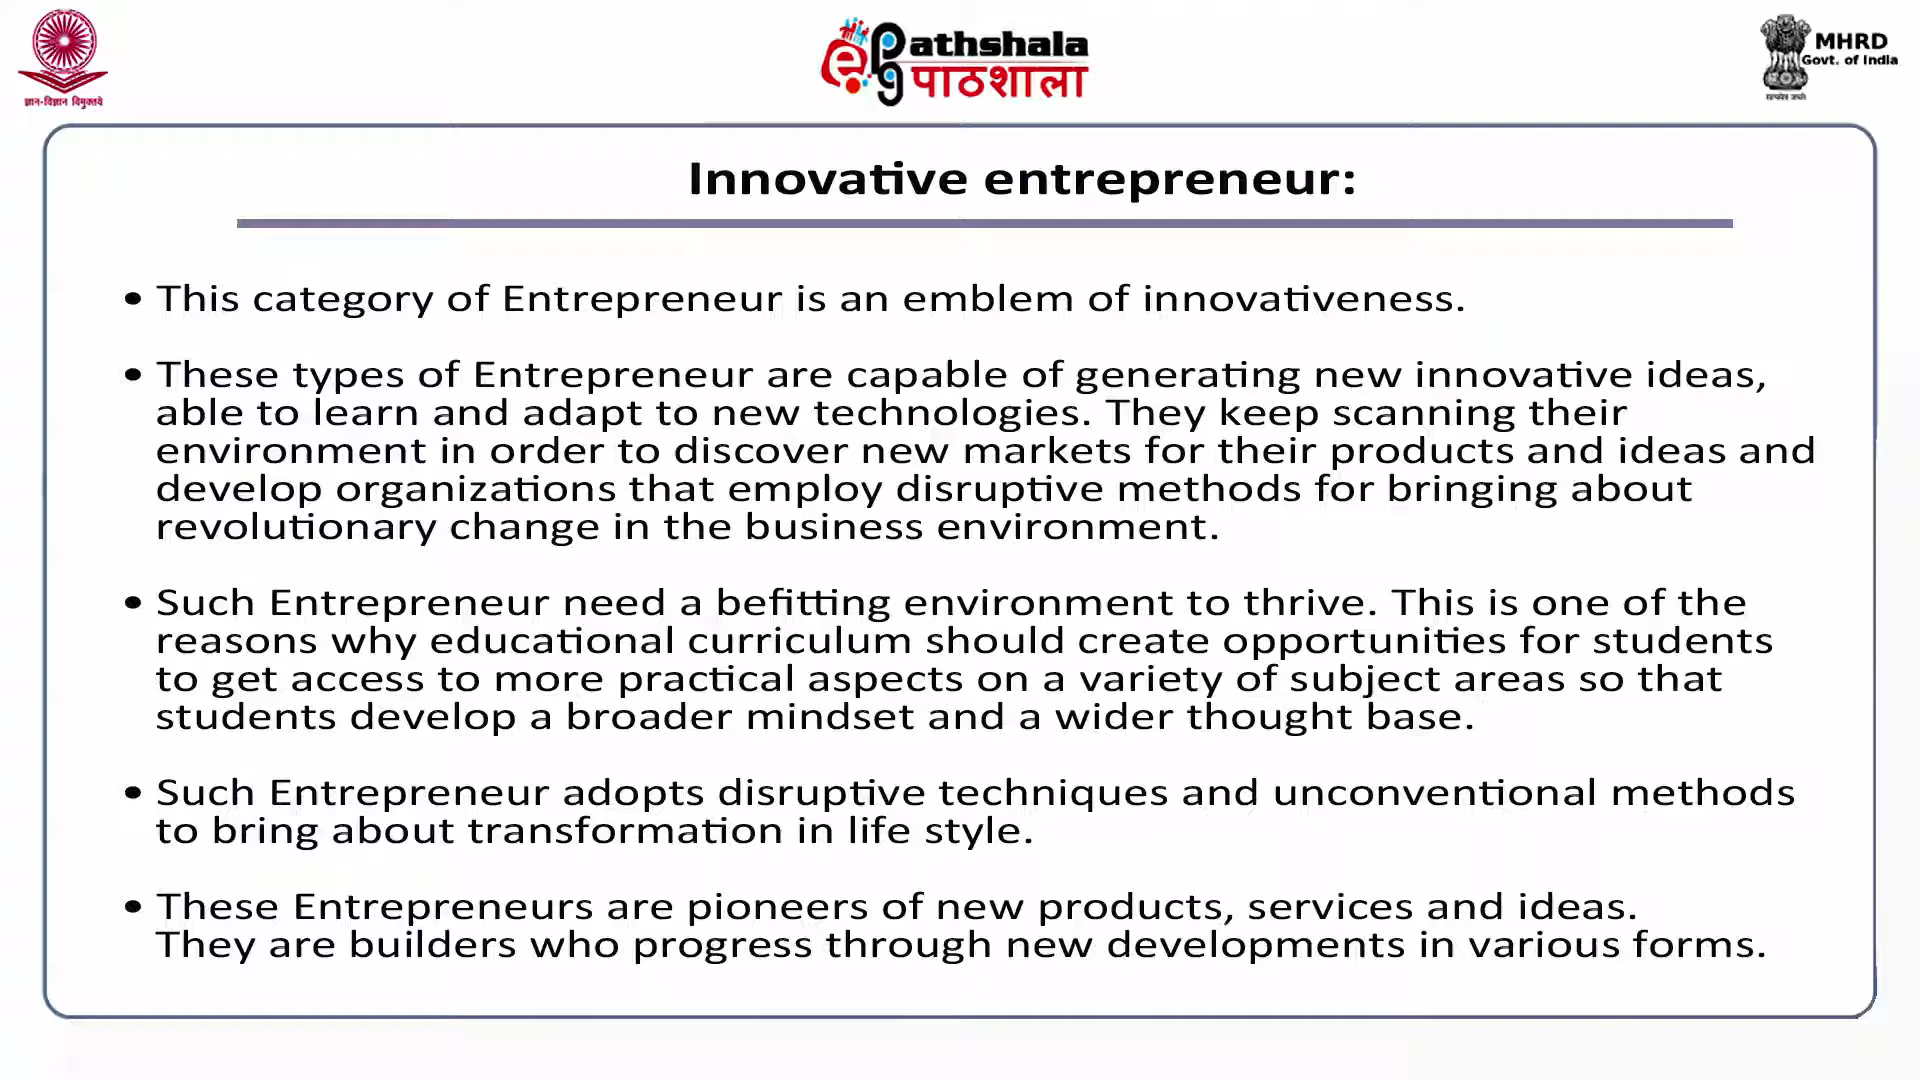 ज्ञान-विज्ञान विमुक्तये
e pg Pathshala
पाठशाला
MHRD
Govt. of India
सत्यमेव जयते
Innovative entrepreneur:
• This category of Entrepreneur is an emblem of innovativeness.
• These types of Entrepreneur are capable of generating new innovative ideas,
able to learn and adapt to new technologies. They keep scanning their
environment in order to discover new markets for their products and ideas and
develop organizations that employ disruptive methods for bringing about
revolutionary change in the business environment.
• Such Entrepreneur need a befitting environment to thrive. This is one of the
reasons why educational curriculum should create opportunities for students
to get access to more practical aspects on a variety of subject areas so that
students develop a broader mindset and a wider thought base.
• Such Entrepreneur adopts disruptive techniques and unconventional methods
to bring about transformation in life style.
• These Entrepreneurs are pioneers of new products, services and ideas.
They are builders who progress through new developments in various forms.